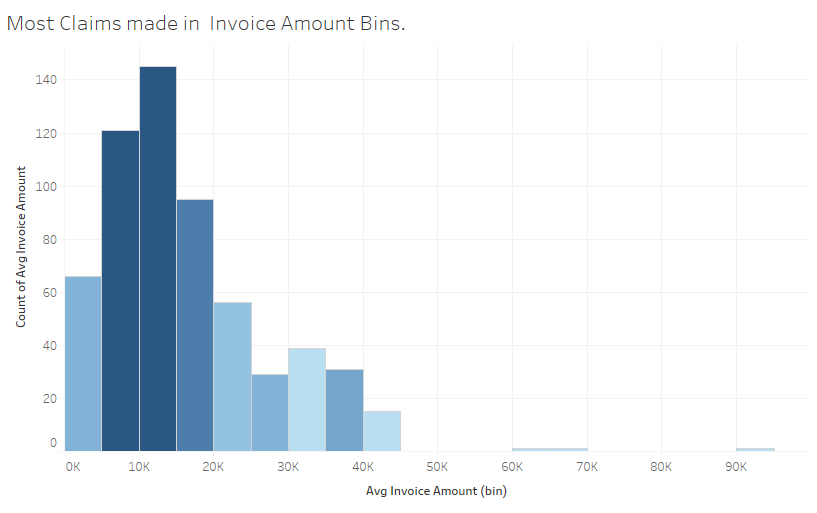 Most Claims made in  Invoice Amount Bins.
140
120
100
80
60
40
20
0
Count of Avg Invoice Amount
0K 10K 20K 30K 40K 50K 60K 70K 80K 90K
Avg Invoice Amount (bin)